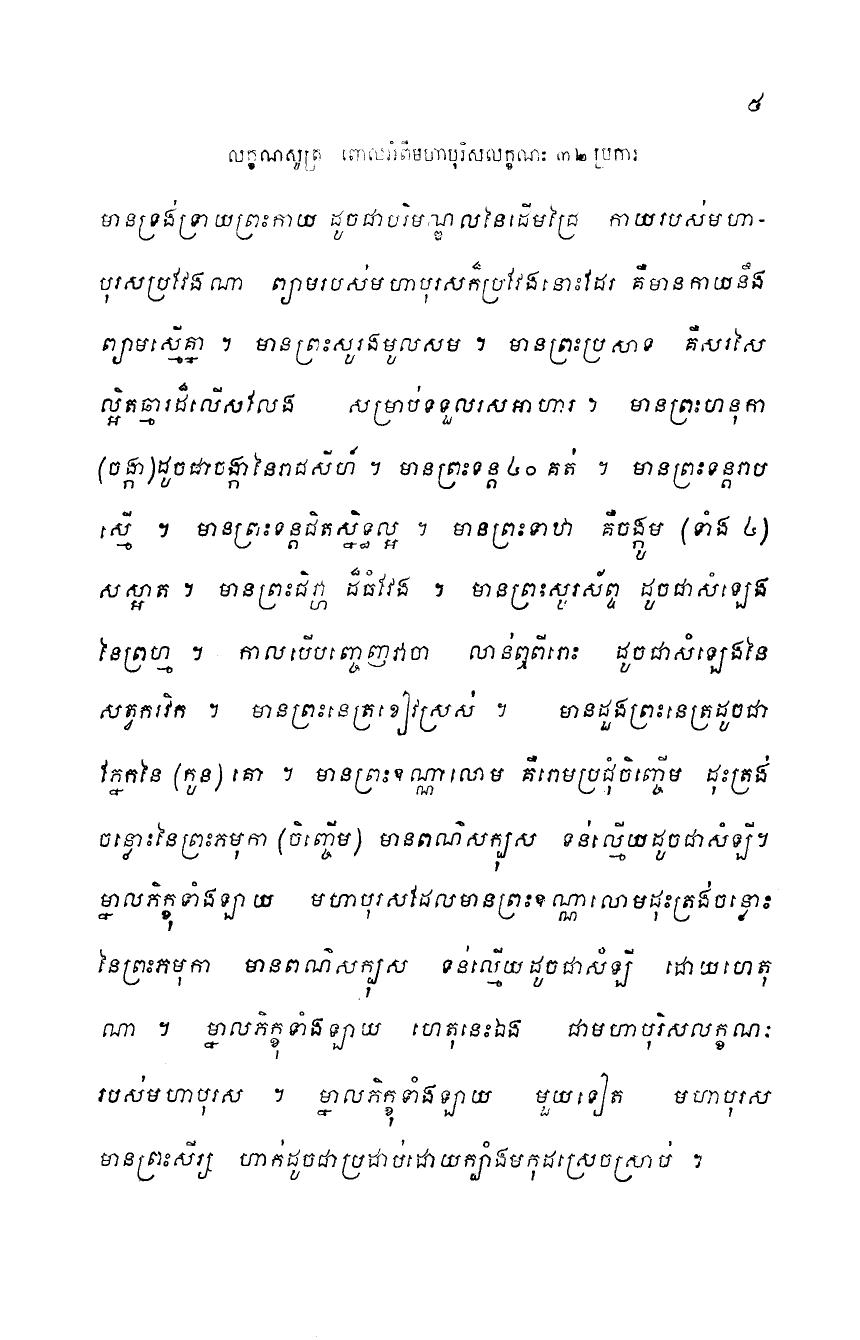 ៥
លក្ខណសូត្រ ពោលអំពីមហាបុរិសលក្ខណៈ ៣២ ប្រការ
មានទ្រង់ទ្រាយព្រះកាយ ដូចជាបរិមណ្ឌលនៃដើមជ្រៃ កាយរបស់មហា-
បុរសប្រវែងណា ព្យាមរបស់មហាបុរសក៏ប្រវែងនោះដែរ គឺមានកាយនឹង
ព្យាមស្មើគ្នា ។ មានព្រះសូរងមូលសម ។ មានព្រះប្រសាទ គឺសរសៃ
ល្អិតធ្មារដ៏លើសលែង សម្រាប់ទទួលរសអាហារ ។ មានព្រះហនុកា
(ចង្កា)ដូចជាចង្កានៃរាជសីហ៍ ។ មានព្រះទន្ត ៤០ គត់ ។ មានព្រះទន្តរាប
ស្មើ ។ មានព្រះទន្តជិតស្និទ្ធល្អ ។ មានព្រះទាឋា គឺចង្កូម (ទាំង ៤)
សស្អាត ។ មានព្រះជិវ្ហា ដ៏ធំវែង ។ មានព្រះសូរស័ព្ទ ដូចជាសំឡេង
នៃព្រហ្ម ។ កាលបើបញ្ចេញវាចា លាន់ឮពីរោះ ដូចជាសំឡេងនៃ
សត្វករវិក ។ មានព្រះនេត្រខៀវស្រស់ ។ មានដួងព្រះនេត្រដូចជា
ភ្នែកនៃ (កូន) គោ ។ មានព្រះឧណ្ណាលោម គឺរោមប្រជុំចិញ្ចើម ដុះត្រង់
ចន្លោះនៃព្រះភមុកា (ចិញ្ចើម) មានពណ៌សក្បុស ទន់ល្មើយដូចជាសំឡី។
ម្នាលភិក្ខុទាំងឡាយ មហាបុរសដែលមានព្រះឧណ្ណាលោមដុះត្រង់ចន្លោះ
នៃព្រះភមុកា មានពណ៌សក្បុស ទន់ល្មើយដូចជាសំឡី ដោយហេតុ
ណា ។ ម្នាលភិក្ខុទាំងឡាយ ហេតុនេះឯង ជាមហាបុរិសលក្ខណៈ
របស់មហាបុរស ។ ម្នាលភិក្ខុទាំងឡាយ មួយទៀត មហាបុរស
មានព្រះសីរ្ស ហាក់ដូចជាប្រដាប់ដោយក្បាំងមកុដស្រេចស្រាប់ ។